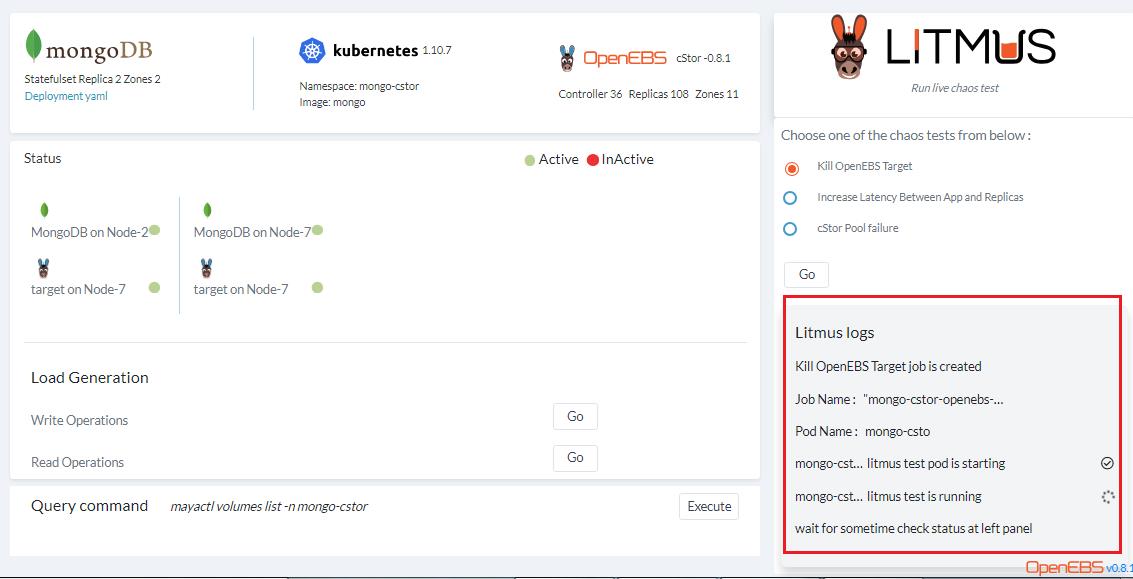 mongoDB
Statefulset Replica 2 Zones 2
Deployment yaml
kubernetes 1.10.7
Namespace: mongo-cstor
Image: mongo
OpenEBS cStor -0.8.1
Controller 36 Replicas 108 Zones 11
LITMUS
Run live chaos test
Status
Active InActive
MongoDB on Node-2
MongoDB on Node-7
target on Node-7
target on Node-7
Load Generation
Write Operations Go
Read Operations Go
Query command mayactl volumes list -n mongo-cstor Execute
Choose one of the chaos tests from below :
Kill OpenEBS Target
Increase Latency Between App and Replicas
cStor Pool failure
Go
Litmus logs
Kill OpenEBS Target job is created
Job Name : "mongo-cstor-openebs-...
Pod Name : mongo-csto
mongo-cst... litmus test pod is starting
mongo-cst... litmus test is running
wait for sometime check status at left panel
OpenEBS v0.8.1